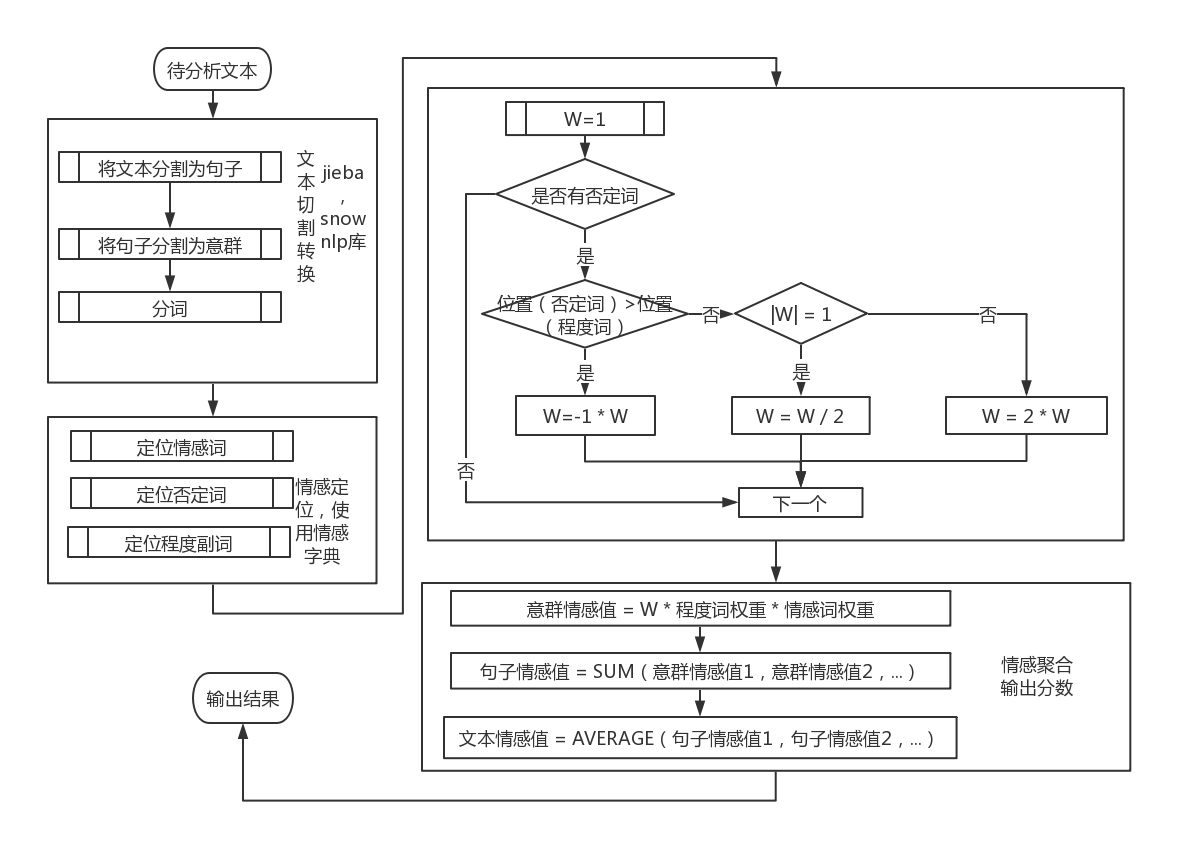 待分析文本
将文本分割为句子
将句子分割为意群
分词
文
本
切
割
转
换
jieba
,
snow
nlp库
定位情感词
定位否定词
定位程度副词
情感定
位，使
用情感
字典
W=1
是否有否定词
是
否
位置（否定词）>位置
（程度词）
否
是
|W| = 1
否
是
W=-1 * W
W = W / 2
W = 2 * W
下一个
意群情感值 = W * 程度词权重 * 情感词权重
句子情感值 = SUM（意群情感值1，意群情感值2，...）
文本情感值 = AVERAGE（句子情感值1，句子情感值2，...）
情感聚合
输出分数
输出结果